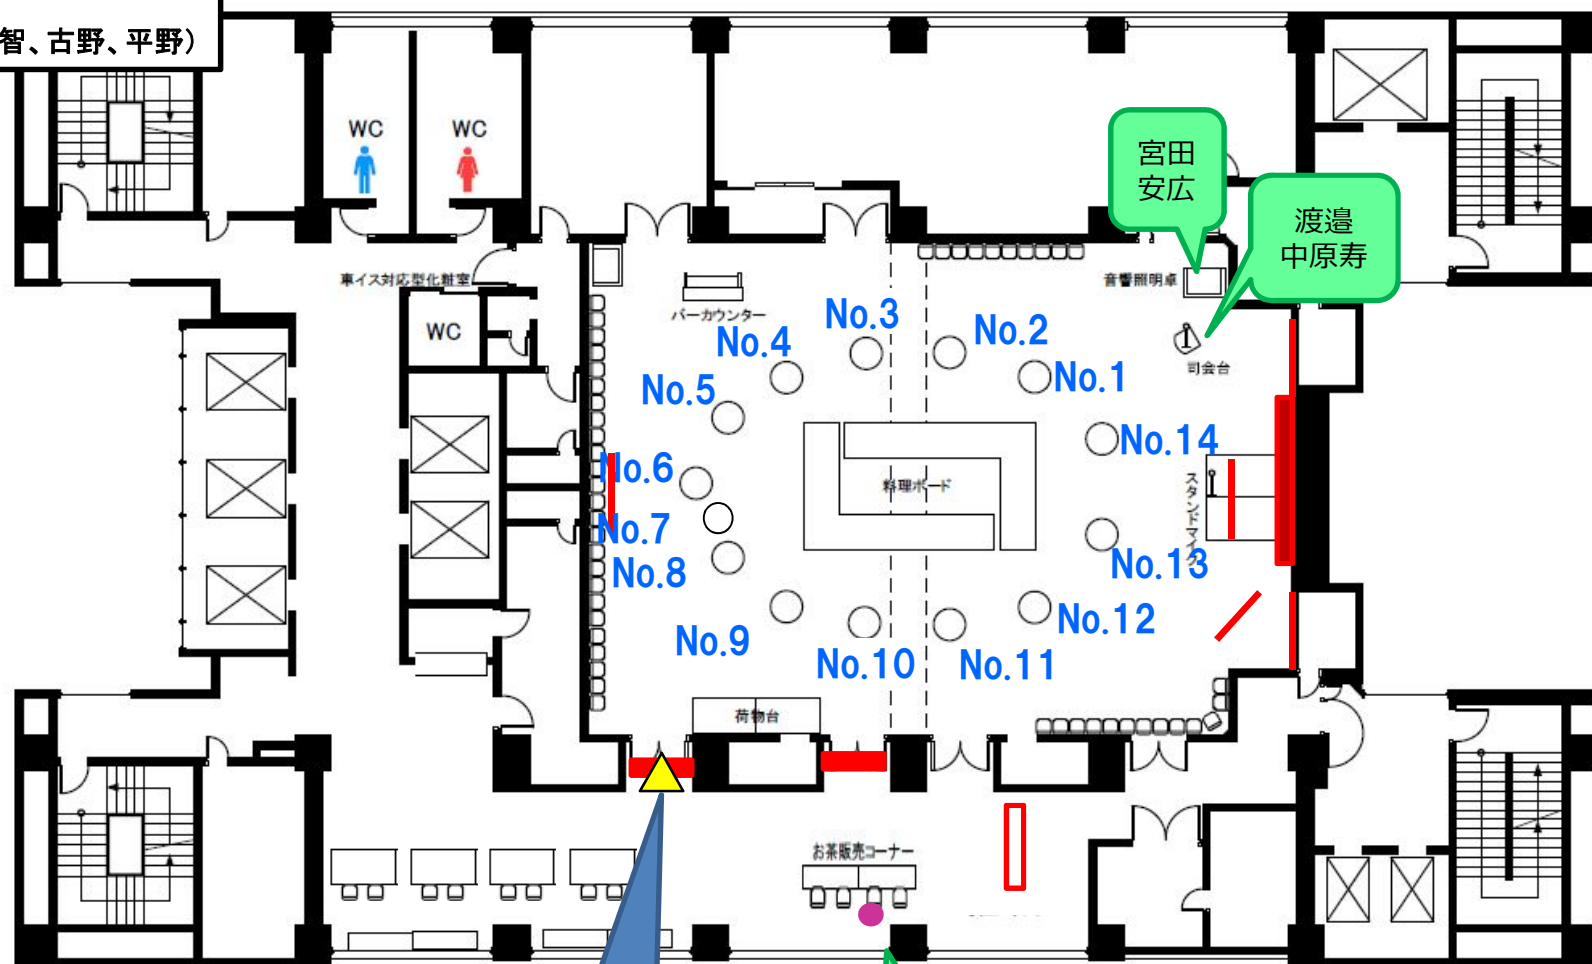 智、古野、平野）
WC
WC
宮田
安広
渡邉
中原寿
車イス対応型化粧室
音響照明卓
WC
バーカウンター
No.3
No.2
No.4
司会台
No.1
No.5
No.14
No.6
料理ボード
スタンドマイク
No.7
No.8
No.13
No.9
No.12
No.10
No.11
荷物台
お茶販売コーナー